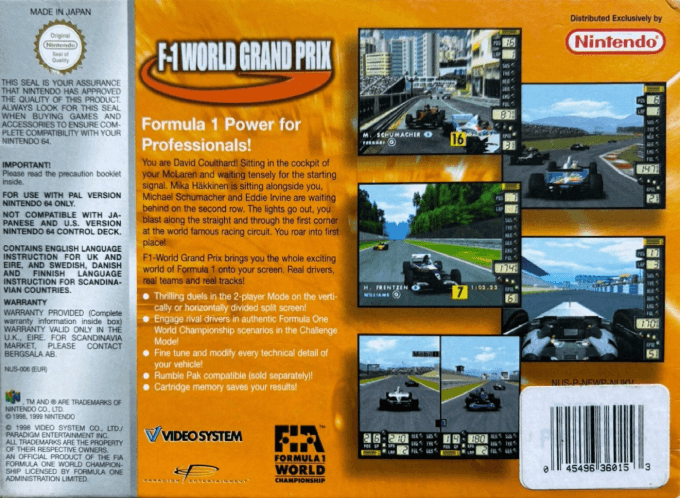 MADE IN JAPAN
Original
Nintendo
Seal of
Quality
THIS SEAL IS YOUR ASSURANCE
THAT NINTENDO HAS APPROVED
THE QUALITY OF THIS PRODUCT.
ALWAYS LOOK FOR THIS SEAL
WHEN BUYING GAMES AND
ACCESSORIES TO ENSURE COM-
PLETE COMPATIBILITY WITH YOUR
NINTENDO 64.
IMPORTANT!
Please read the precaution booklet
inside.
FOR USE WITH PAL VERSION
NINTENDO 64 ONLY.
NOT COMPATIBLE WITH JA-
PANESE AND U.S. VERSION
NINTENDO 64 CONTROL DECK.
CONTAINS ENGLISH LANGUAGE
INSTRUCTION FOR UK AND
EIRE, AND SWEDISH, DANISH
AND FINNISH LANGUAGE
INSTRUCTION FOR SCANDINA-
VIAN COUNTRIES.
WARRANTY
WARRANTY PROVIDED (Complete
warranty information inside box)
WARRANTY VALID ONLY IN THE
U.K., EIRE. FOR SCANDINAVIA
MARKET, PLEASE CONTACT
BERGSALA AB.
NUS-006 (EUR)
, TM AND ® ARE TRADEMARKS OF
NINTENDO CO., LTD.
© 1996, 1999 NINTENDO
© 1998 VIDEO SYSTEM CO., LTD./
PARADIGM ENTERTAINMENT INC.
ALL TRADEMARKS ARE THE PROPERTY
OF THEIR RESPECTIVE OWNERS.
AN OFFICIAL PRODUCT OF THE FIA
FORMULA ONE WORLD CHAMPION-
SHIP LICENSED BY FORMULA ONE
ADMINISTRATION LIMITED.
F-1 WORLD GRAND PRIX
Formula 1 Power for
Professionals!
You are David Coulthard! Sitting in the cockpit of
your McLaren and waiting tensely for the starting
signal. Mika Häkkinen is sitting alongside you,
Michael Schumacher and Eddie Irvine are waiting
behind on the second row. The lights go out, you
blast along the straight and through the first corner
at the world famous racing circuit. You roar into first
place!
F1-World Grand Prix brings you the whole exciting
world of Formula 1 onto your screen. Real drivers,
real teams and real tracks!
● Thrilling duels in the 2-player Mode on the verti-
cally or horizontally divided split screen!
● Engage rival drivers in authentic Formula One
World Championship scenarios in the Challenge
Mode!
● Fine tune and modify every technical detail of
your vehicle!
● Rumble Pak compatible (sold separately)!
● Cartridge memory saves your results!
VIDEO SYSTEM
PARADIGM ENTERTAINMENT
FIA
FORMULA 1
WORLD
CHAMPIONSHIP
Distributed Exclusively by
Nintendo®
M. SCHUMACHER
FERRARI
16
H. FRENTZEN
WILLIAMS
7
1:22.23
NUS-P-NFWP-NUKV
0 45496 36015 3